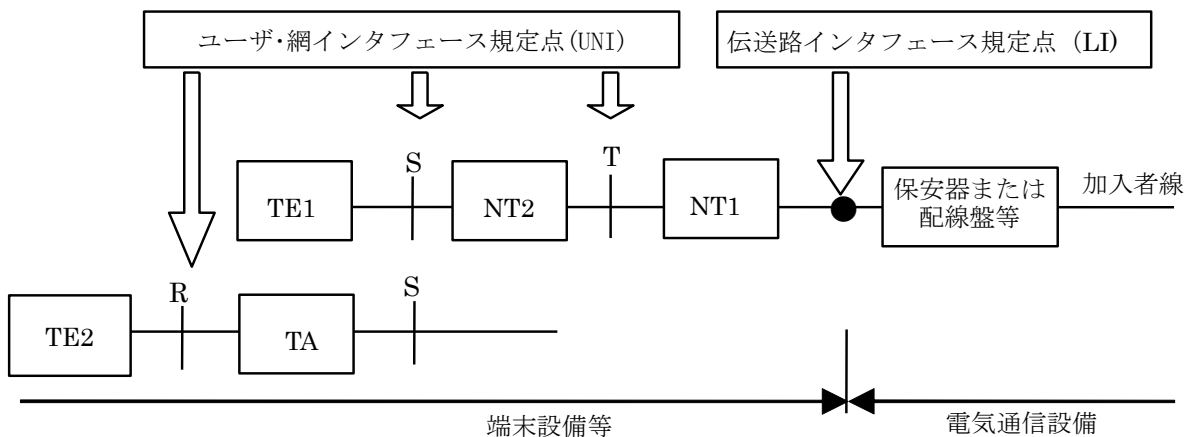 ユーザ・網インタフェース規定点(UNI)
伝送路インタフェース規定点 (LI)
S
T
TE1
NT2
NT1
保安器または
配線盤等
加入者線
R
S
TE2
TA
端末設備等
電気通信設備